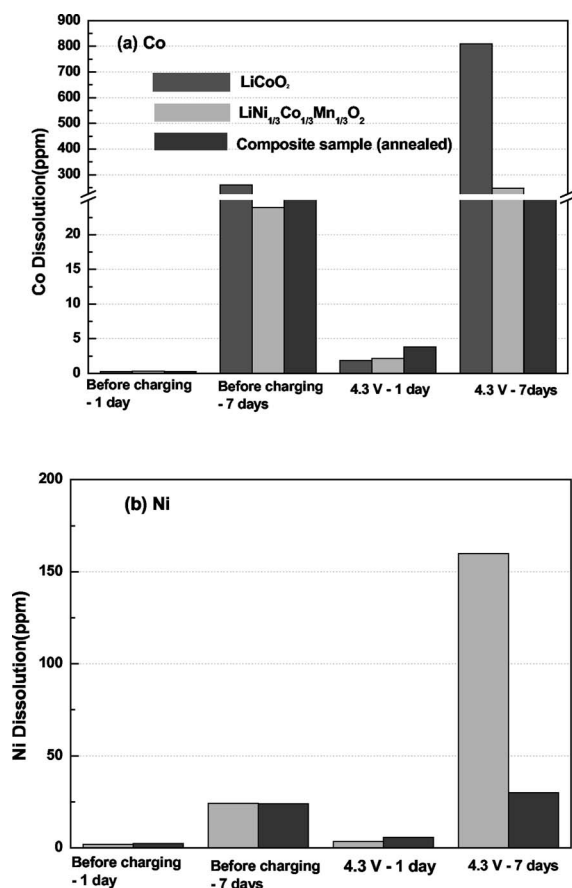 (a) Co
900
800
700
600
500
400
300
20
15
10
5
0
Co Dissolution(ppm)
LiCoO₂
LiNi₁/₃Co₁/₃Mn₁/₃O₂
Composite sample (annealed)
Before charging
- 1 day
Before charging
- 7 days
4.3 V - 1 day
4.3 V - 7days
(b) Ni
200
150
100
50
0
Ni Dissolution(ppm)
Before charging
- 1 day
Before charging
- 7 days
4.3 V - 1 day
4.3 V - 7 days